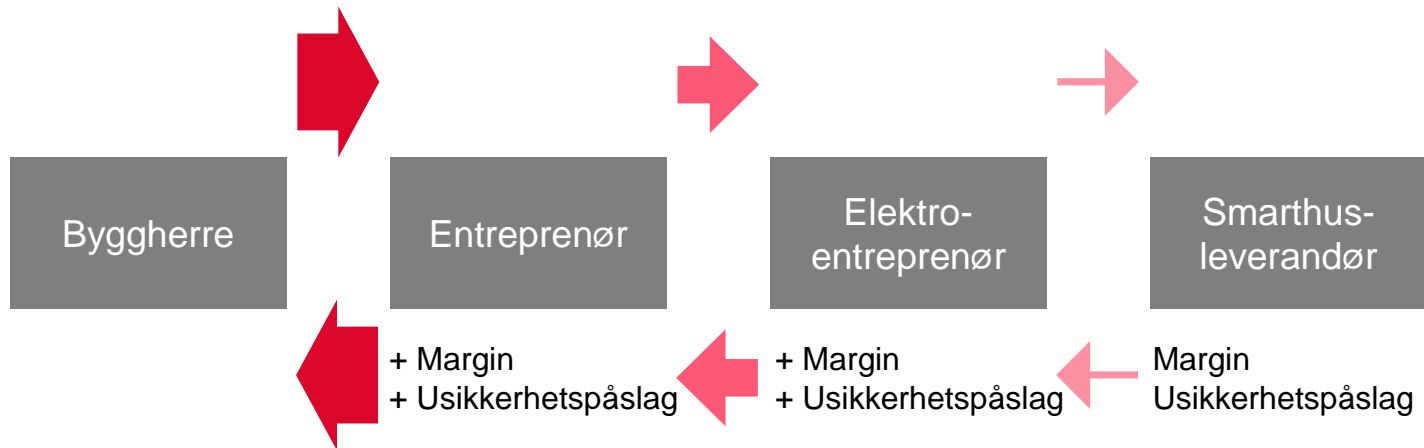 Byggherre
Entreprenør
Elektro-
entreprenør
Smarthus-
leverandør
+ Margin
+ Usikkerhetspåslag
+ Margin
+ Usikkerhetspåslag
Margin
Usikkerhetspåslag